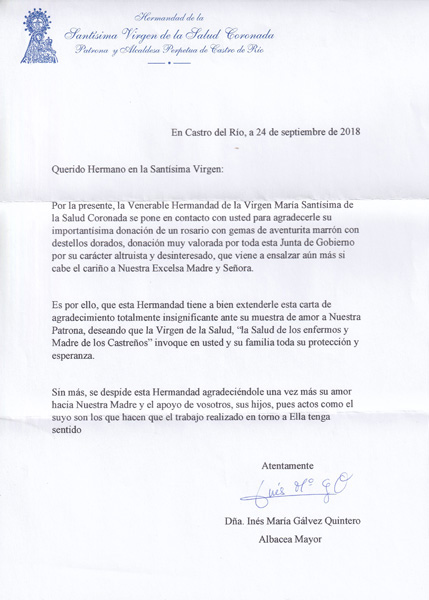 Hermandad de la
Santísima Virgen de la Salud Coronada
Patrona y Alcaldesa Perpetua de Castro de Río
En Castro del Río, a 24 de septiembre de 2018
Querido Hermano en la Santísima Virgen:
Por la presente, la Venerable Hermandad de la Virgen María Santísima de
la Salud Coronada se pone en contacto con usted para agradecerle su
importantísima donación de un rosario con gemas de aventurita marrón con
destellos dorados, donación muy valorada por toda esta Junta de Gobierno
por su carácter altruista y desinteresado, que viene a ensalzar aún más si
cabe el cariño a Nuestra Excelsa Madre y Señora.
Es por ello, que esta Hermandad tiene a bien extenderle esta carta de
agradecimiento totalmente insignificante ante su muestra de amor a Nuestra
Patrona, deseando que la Virgen de la Salud, “la Salud de los enfermos y
Madre de los Castreños” invoque en usted y su familia toda su protección y
esperanza.
Sin más, se despide esta Hermandad agradeciéndole una vez más su amor
hacia Nuestra Madre y el apoyo de vosotros, sus hijos, pues actos como el
suyo son los que hacen que el trabajo realizado en torno a Ella tenga
sentido
Atentamente
Inés Mª GQ
Dña. Inés María Gálvez Quintero
Albacea Mayor